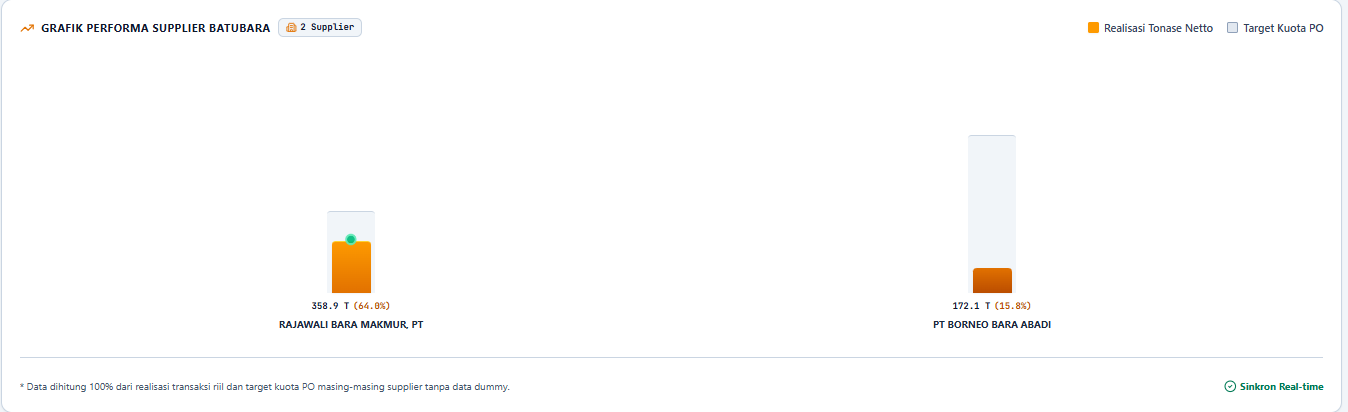 GRAFIK PERFORMA SUPPLIER BATUBARA 2 Supplier
Realisasi Tonase Netto Target Kuota PO
358.9 T (64.0%)
RAJAWALI BARA MAKMUR, PT
172.1 T (15.8%)
PT BORNEO BARA ABADI
* Data dihitung 100% dari realisasi transaksi riil dan target kuota PO masing-masing supplier tanpa data dummy.
Sinkron Real-time